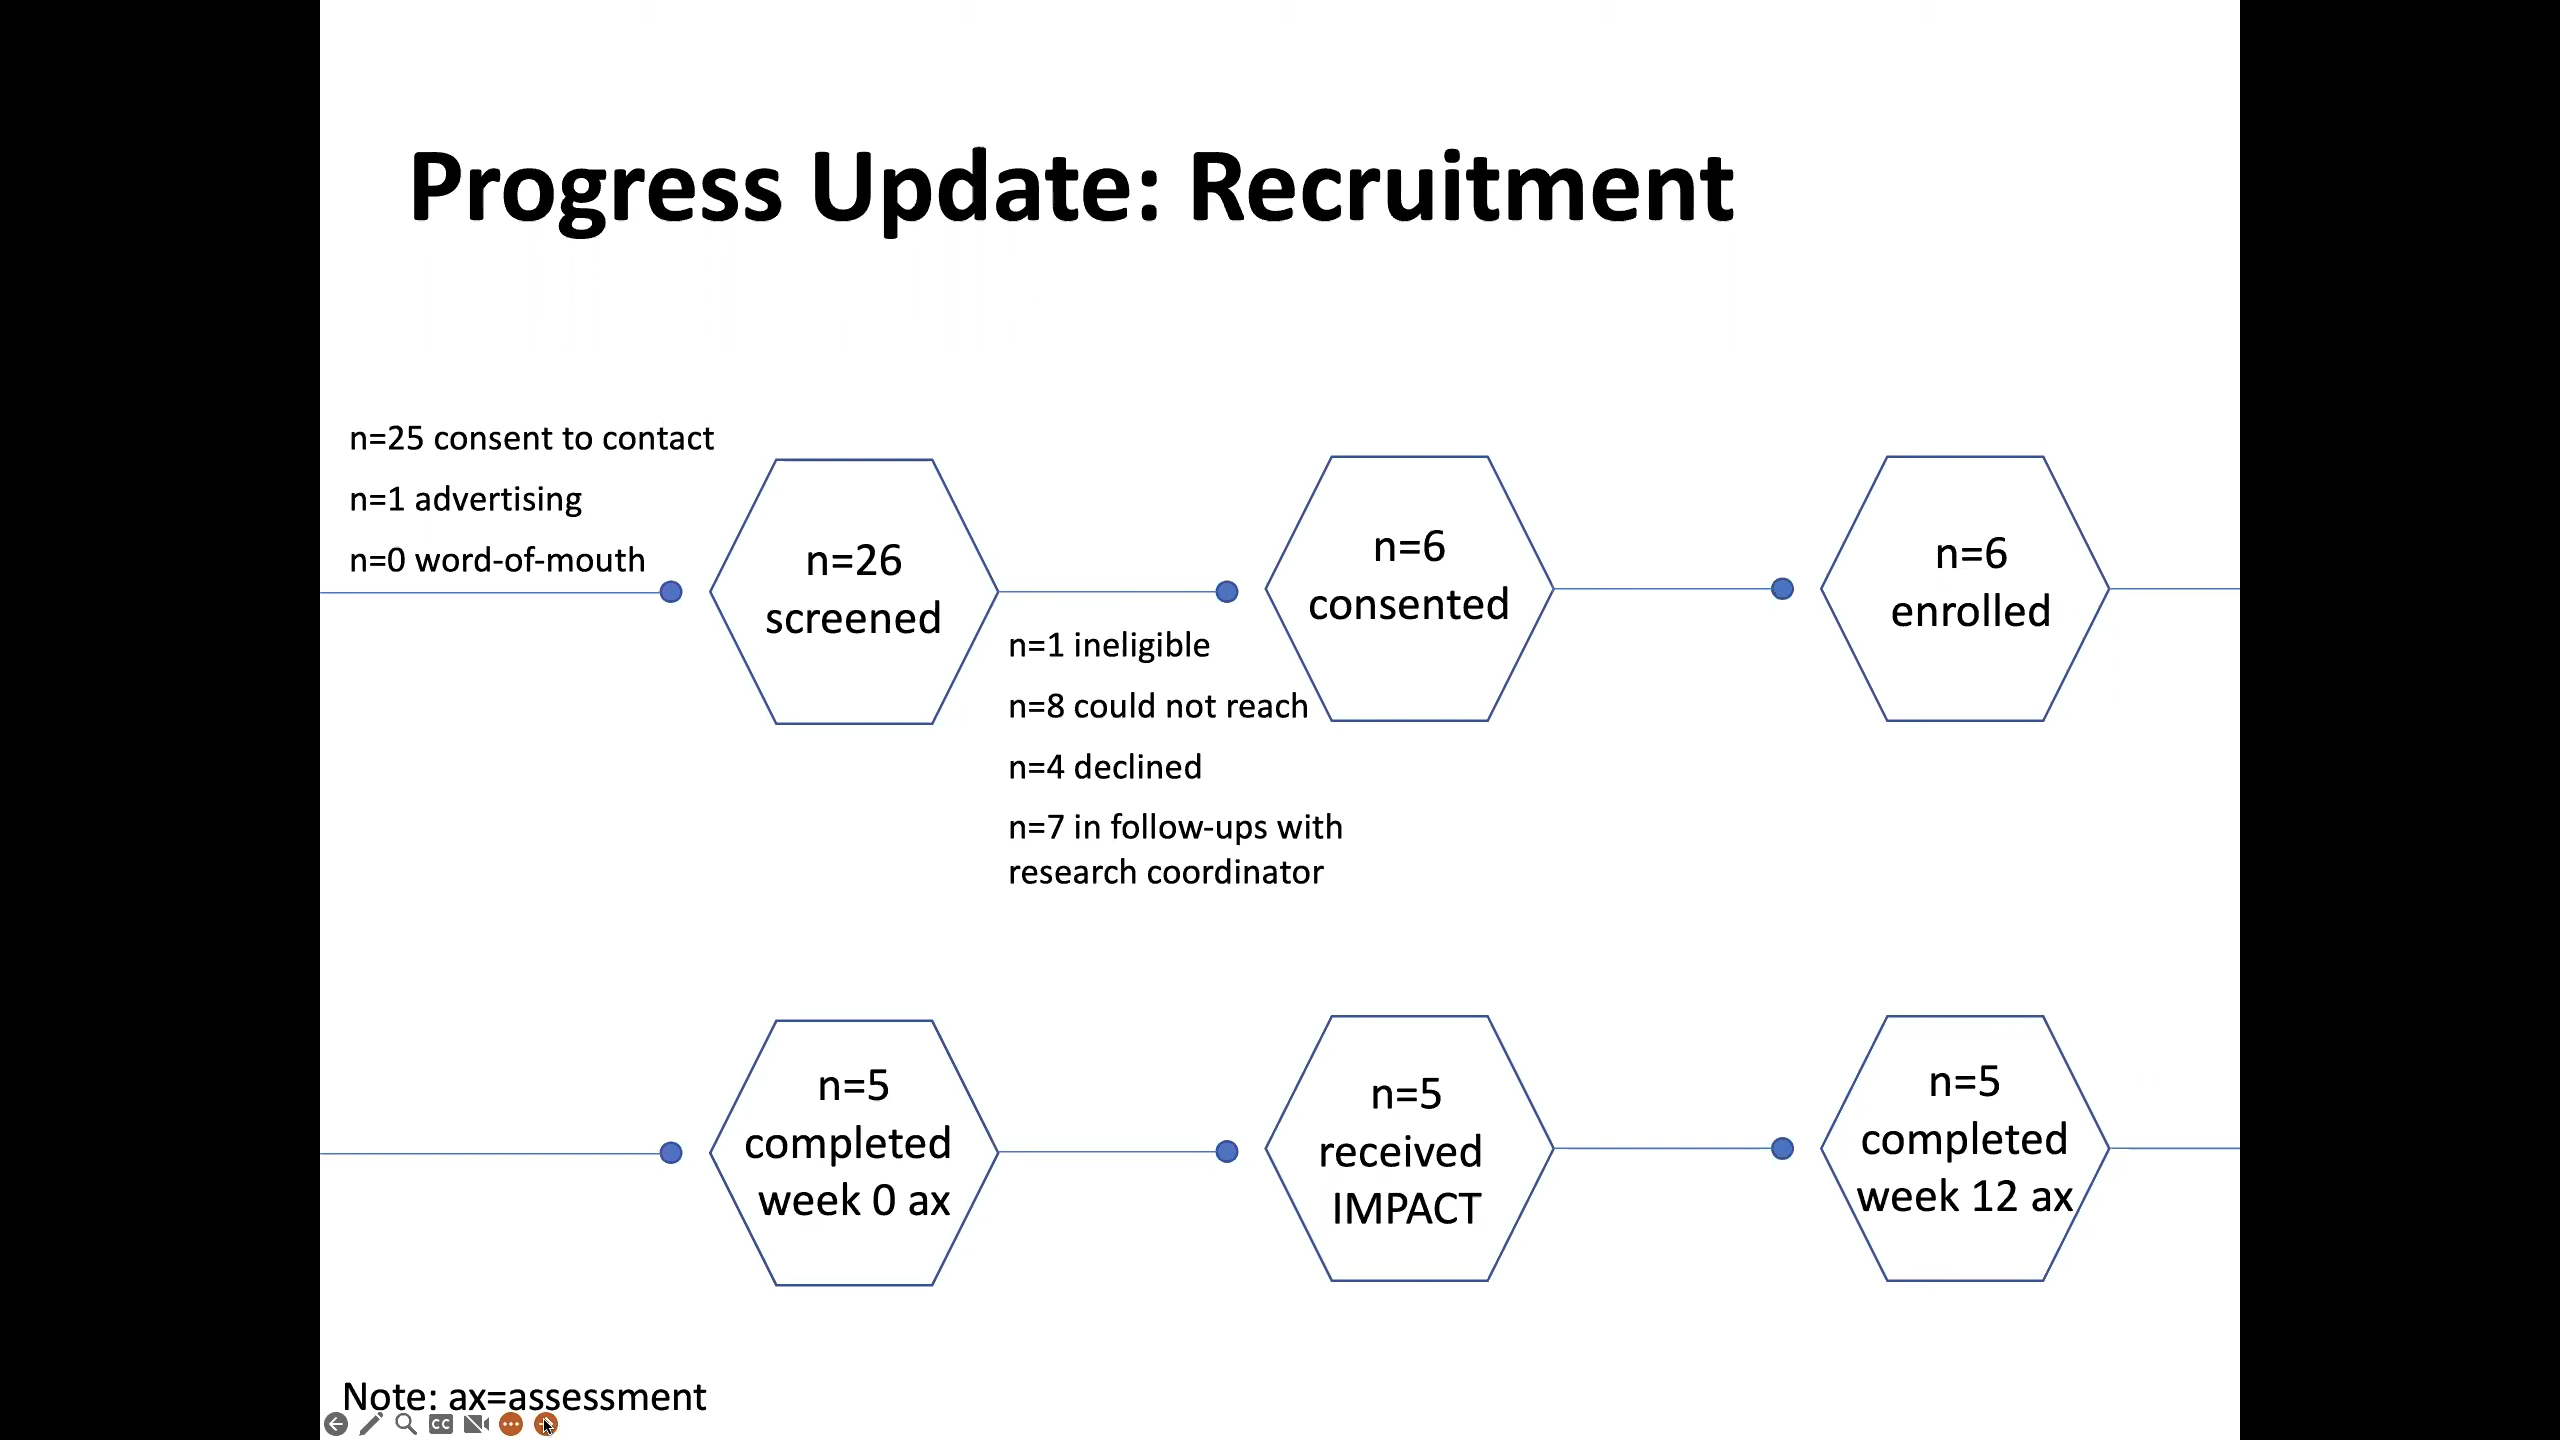 Progress Update: Recruitment
n=25 consent to contact
n=1 advertising
n=0 word-of-mouth
n=26
screened
n=1 ineligible
n=8 could not reach
n=4 declined
n=7 in follow-ups with
research coordinator
n=6
consented
n=6
enrolled
n=5
completed
week 0 ax
n=5
received
IMPACT
n=5
completed
week 12 ax
Note: ax=assessment
CC